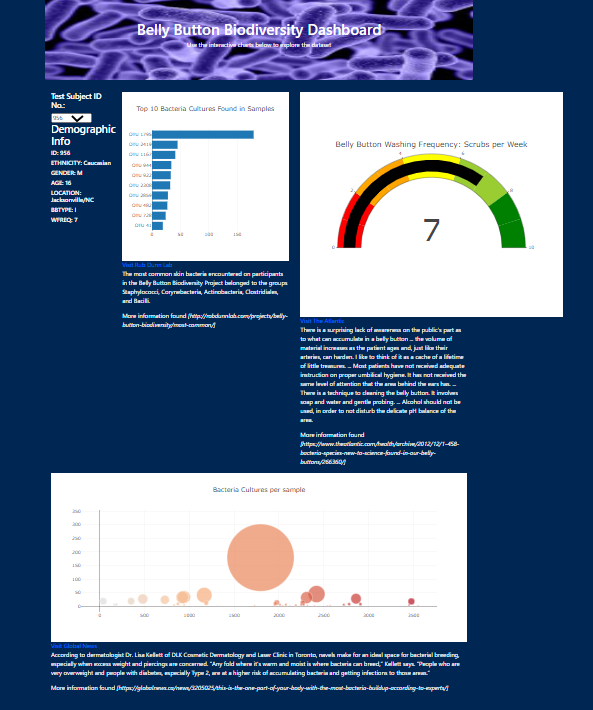 Belly Button Biodiversity Dashboard
Use the interactive charts below to explore the dataset
Test Subject ID
No.:
956
Demographic
Info
ID: 956
ETHNICITY: Caucasian
GENDER: M
AGE: 16
LOCATION:
Jacksonville/NC
BBTYPE: I
WFREQ: 7
Top 10 Bacteria Cultures Found in Samples
OTU 1796
OTU 2419
OTU 1167
OTU 944
OTU 922
OTU 2308
OTU 2859
OTU 482
OTU 728
OTU 41
0 50 100 150
Visit Rob Dunn Lab
The most common skin bacteria encountered on participants
in the Belly Button Biodiversity Project belonged to the groups
Staphylococci, Corynebacteria, Actinobacteria, Clostridiales,
and Bacilli.
More information found [http://robdunnlab.com/projects/belly-
button-biodiversity/most-common/]
Belly Button Washing Frequency: Scrubs per Week
0 2 4 6 8 10
7
Visit The Atlantic
There is a surprising lack of awareness on the public's part as
to what can accumulate in a belly button ... the volume of
material increases as the patient ages and, just like their
arteries, can harden. I like to think of it as a cache of a lifetime
of little treasures. ... Most patients have not received adequate
instruction on proper umbilical hygiene. It has not received the
same level of attention that the area behind the ears has. ...
There is a technique to cleaning the belly button. It involves
soap and water and gentle probing. ... Alcohol should not be
used, in order to not disturb the delicate pH balance of the
area.
More information found
[https://www.theatlantic.com/health/archive/2012/12/1-458-
bacteria-species-new-to-science-found-in-our-belly-
buttons/266360/]
Bacteria Cultures per sample
350
300
250
200
150
100
50
0
0 500 1000 1500 2000 2500 3000 3500
Visit Global News
According to dermatologist Dr. Lisa Kellett of DLK Cosmetic Dermatology and Laser Clinic in Toronto, navels make for an ideal space for bacterial breeding,
especially when excess weight and piercings are concerned. "Any fold where it's warm and moist is where bacteria can breed," Kellett says. "People who are
very overweight and people with diabetes, especially Type 2, are at a higher risk of accumulating bacteria and getting infections to those areas."
More information found [https://globalnews.ca/news/3205025/this-is-the-one-part-of-your-body-with-the-most-bacteria-buildup-according-to-experts/]